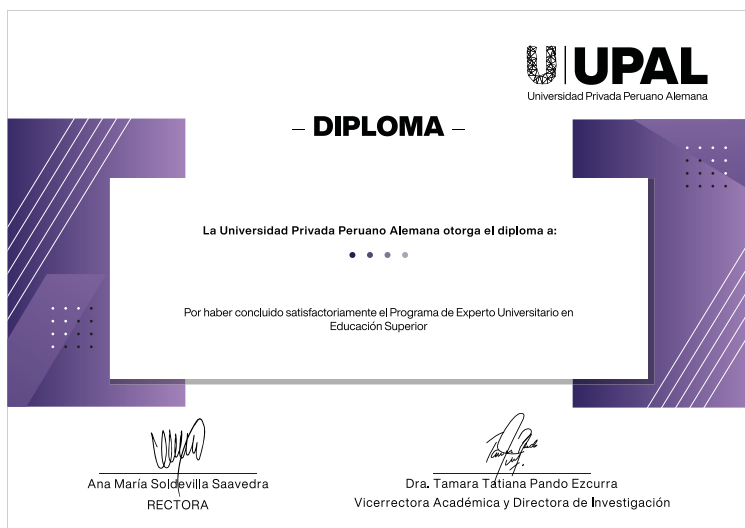 UPAL
Universidad Privada Peruano Alemana
– DIPLOMA –
La Universidad Privada Peruano Alemana otorga el diploma a:
Por haber concluido satisfactoriamente el Programa de Experto Universitario en
Educación Superior
Ana María Soldevilla Saavedra
RECTORA
Dra. Tamara Tatiana Pando Ezcurra
Vicerrectora Académica y Directora de Investigación